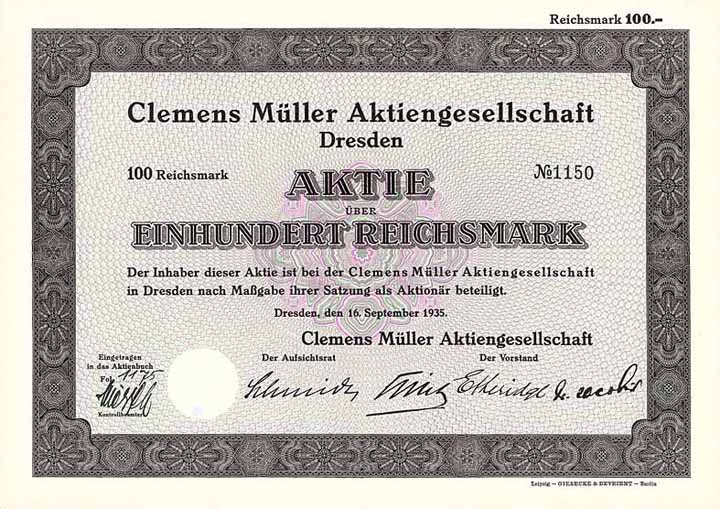 Reichsmark 100.–
Clemens Müller Aktiengesellschaft
Dresden
100 Reichsmark
AKTIE
№1150
ÜBER
EINHUNDERT REICHSMARK
Der Inhaber dieser Aktie ist bei der Clemens Müller Aktiengesellschaft
in Dresden nach Maßgabe ihrer Satzung als Aktionär beteiligt.
Dresden, den 16. September 1935.
Clemens Müller Aktiengesellschaft
Eingetragen
in das Aktienbuch
Fol. 1175
Kontrollbeamter
Der Aufsichtsrat
Der Vorstand
Leipzig – GIESECKE & DEVRIENT – Berlin